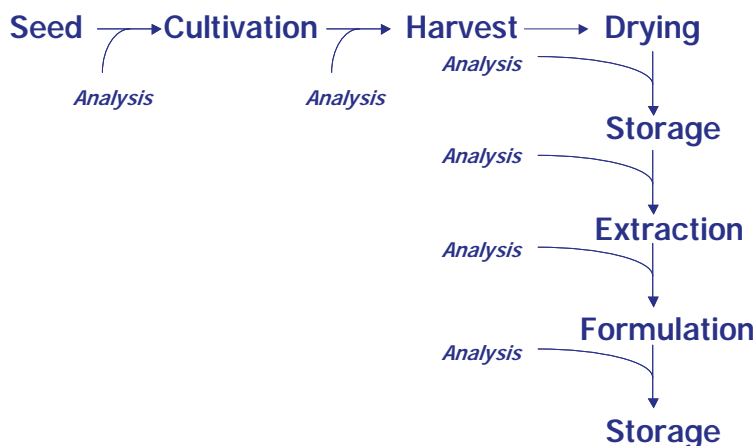 Seed Cultivation Harvest Drying
Analysis
Analysis Analysis
Storage
Analysis
Extraction
Analysis
Formulation
Analysis
Storage